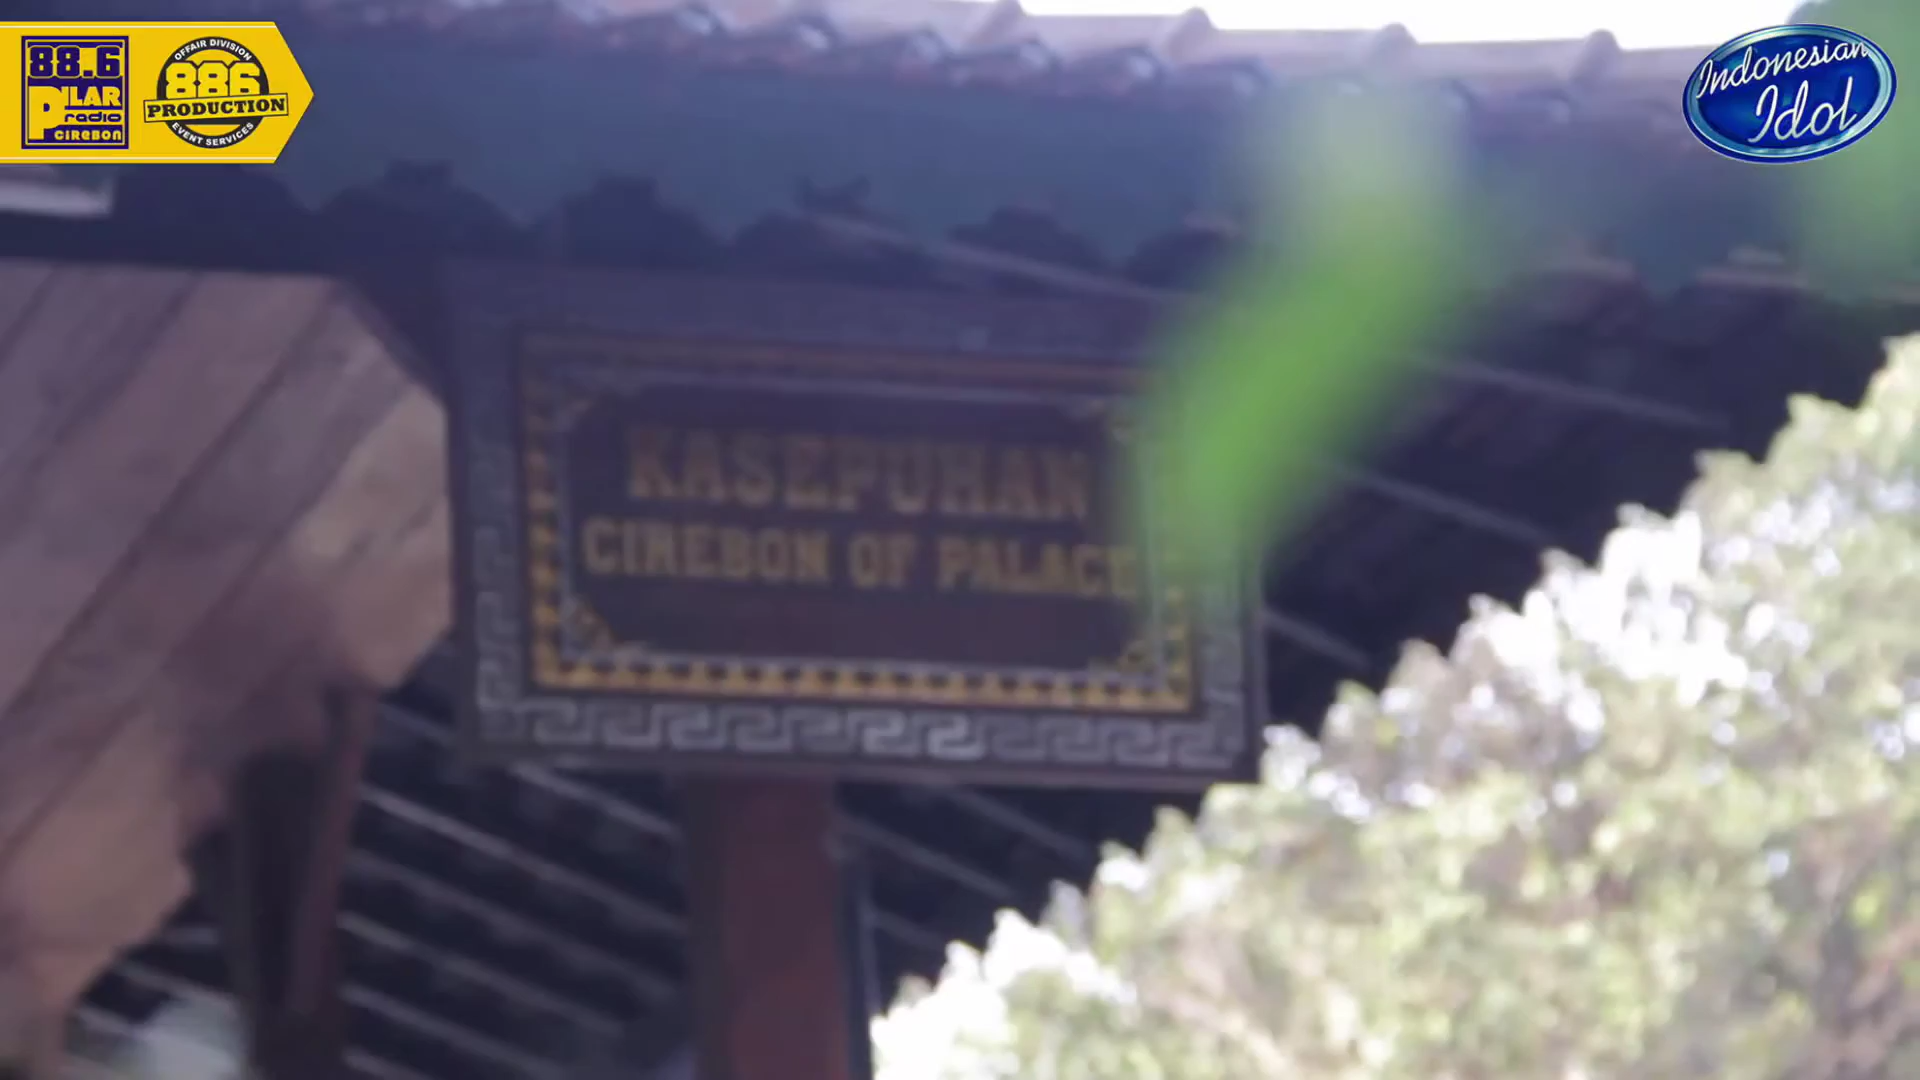 88.6
PILAR
radio
CIREBON
OFFAIR DIVISION
886
PRODUCTION
EVENT SERVICES
Indonesian
Idol
KASEPUHAN
CIREBON OF PALACE